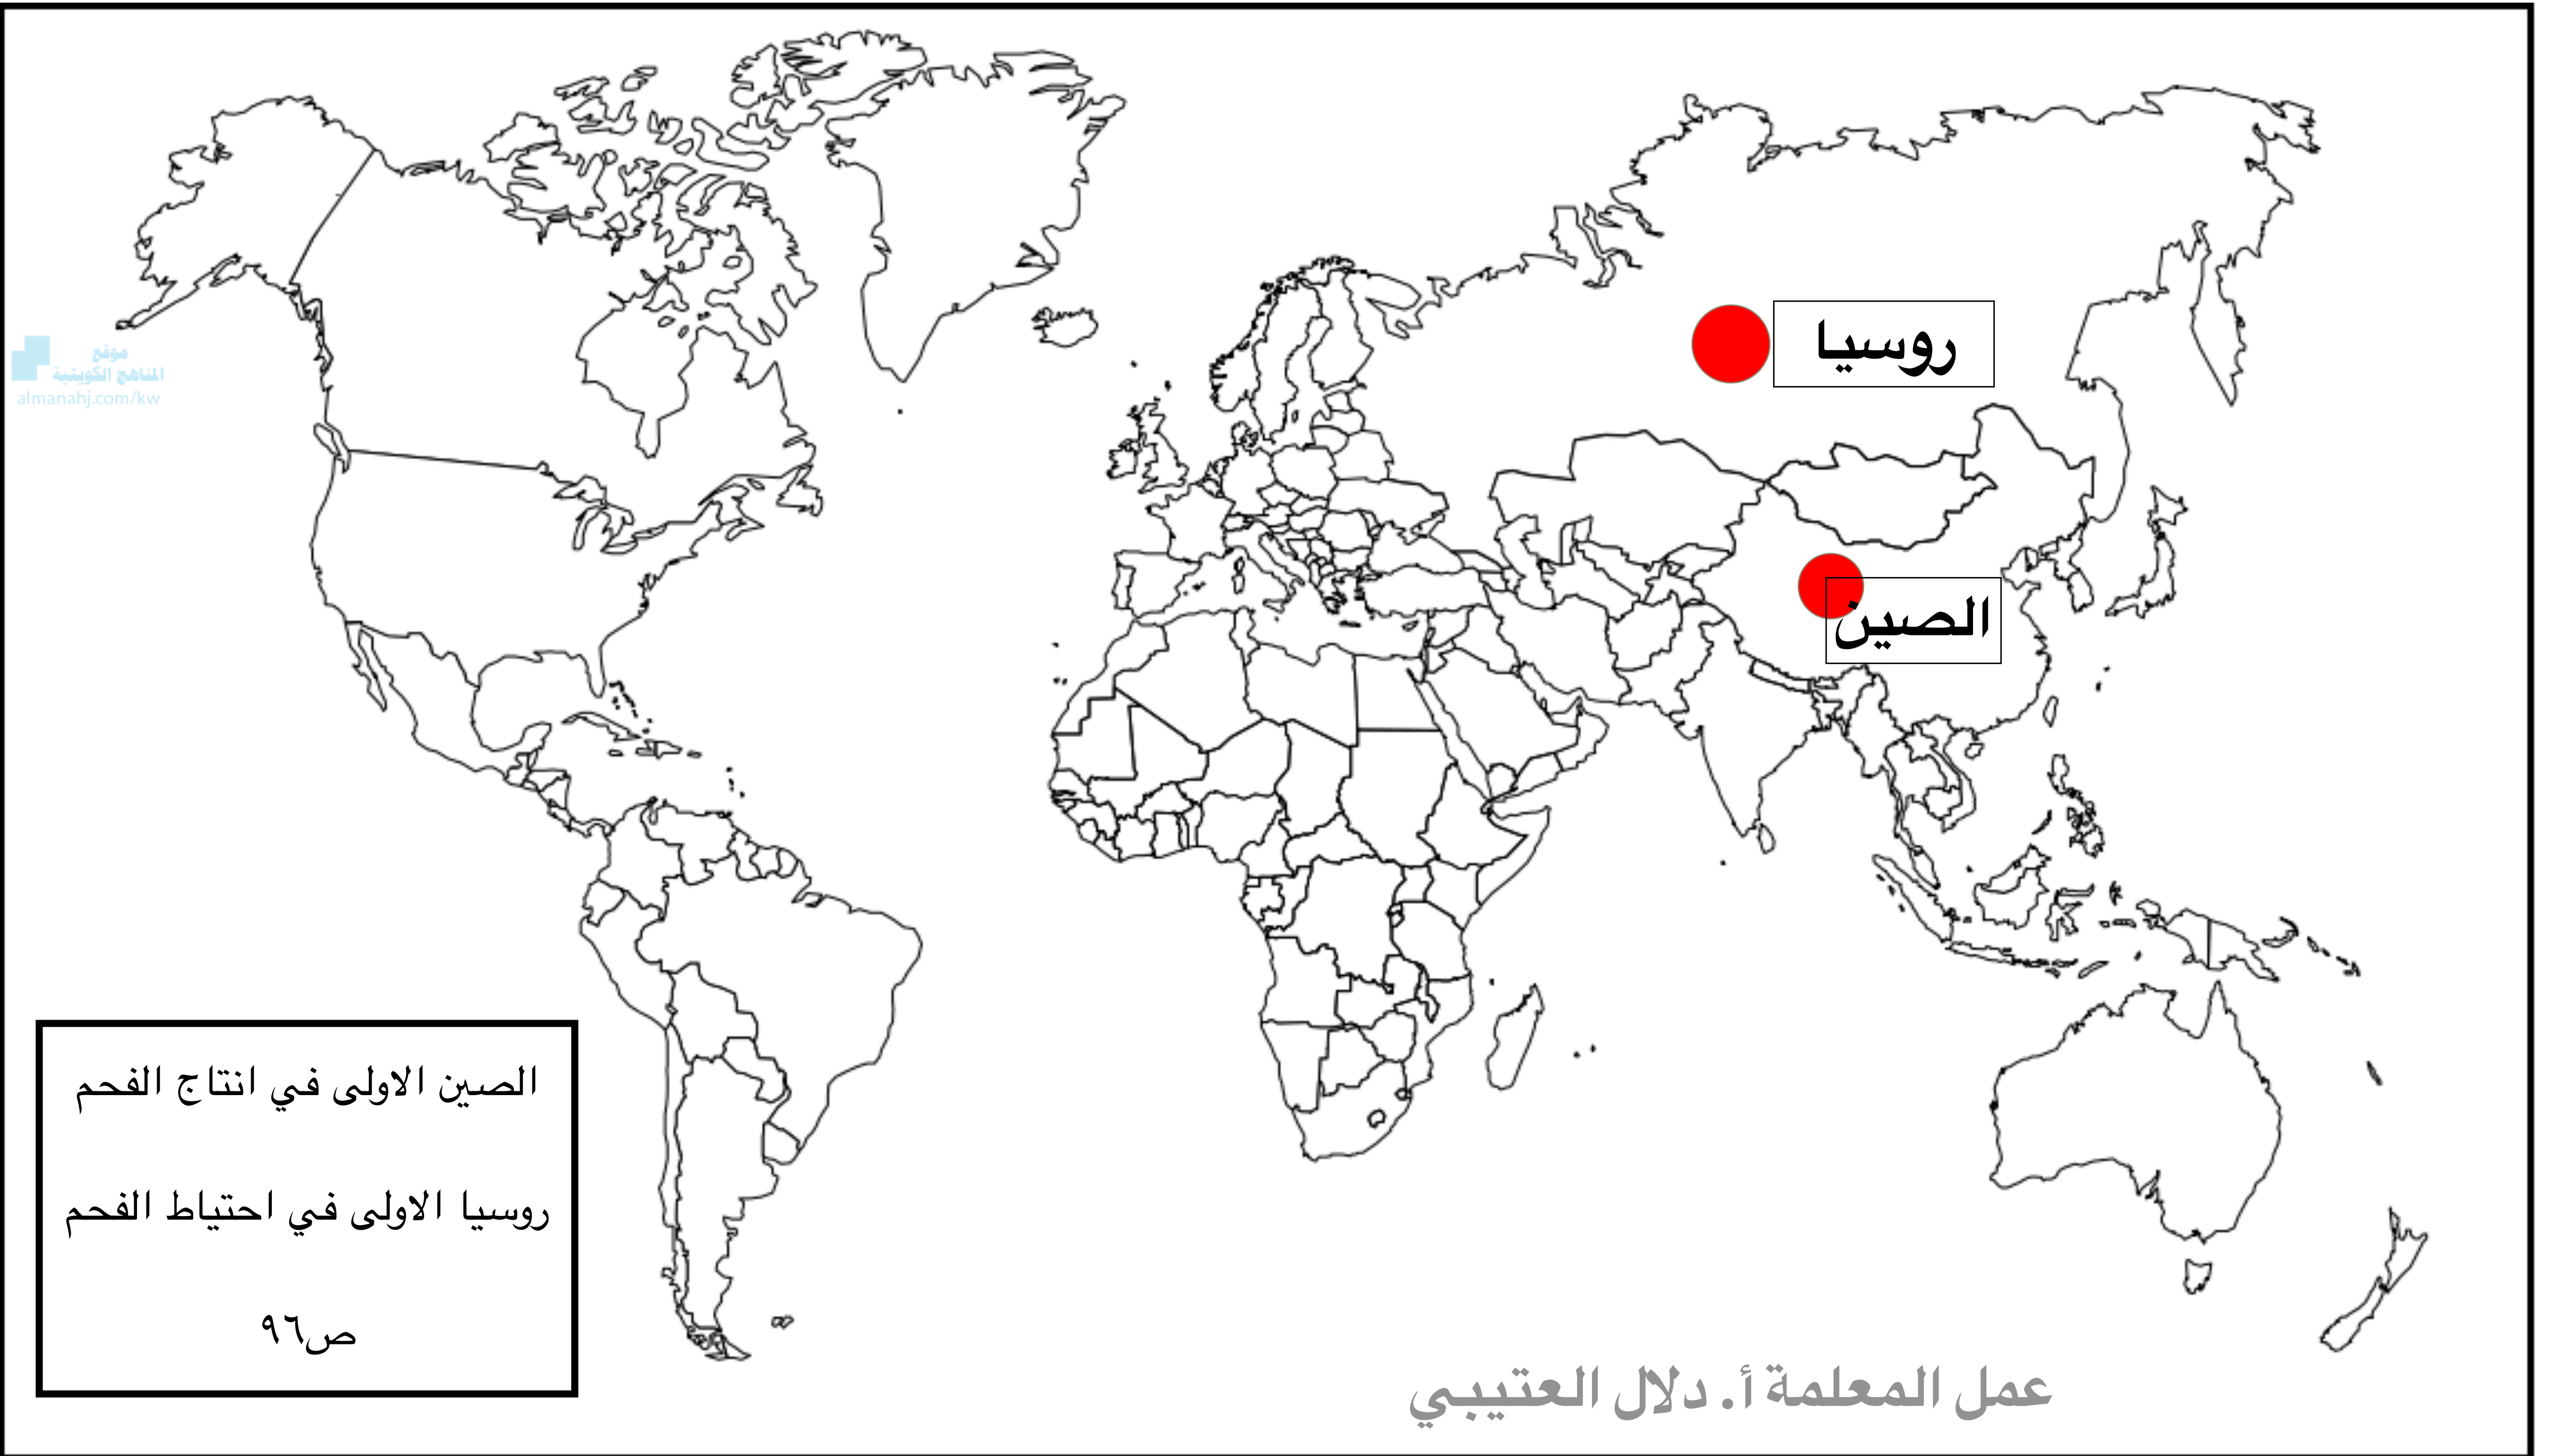 روسيا
موقع
المناهج الكويتية
almanahj.com/kw
الصين
الصين الاولى في انتاج الفحم
روسيا الاولى في احتياط الفحم
ص٩٦
عمل المعلمة أ. دلال العتيبي